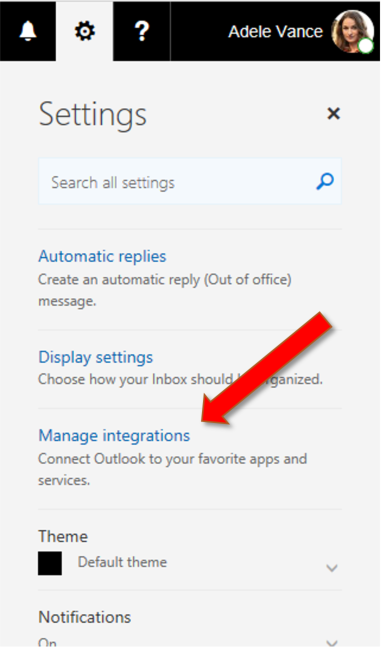 ? Adele Vance
Settings ×
Search all settings
Automatic replies
Create an automatic reply (Out of office)
message.
Display settings
Choose how your Inbox should organized.
Manage integrations
Connect Outlook to your favorite apps and
services.
Theme
Default theme
Notifications
On